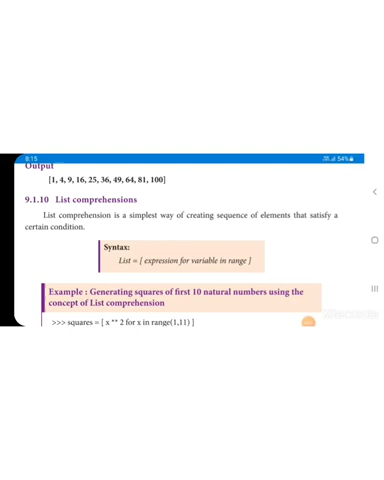 8:15
54%
Output
[1, 4, 9, 16, 25, 36, 49, 64, 81, 100]
9.1.10 List comprehensions
List comprehension is a simplest way of creating sequence of elements that satisfy a
certain condition.
Syntax:
List = [ expression for variable in range ]
Example : Generating squares of first 10 natural numbers using the
concept of List comprehension
>>> squares = [ x ** 2 for x in range(1,11) ]